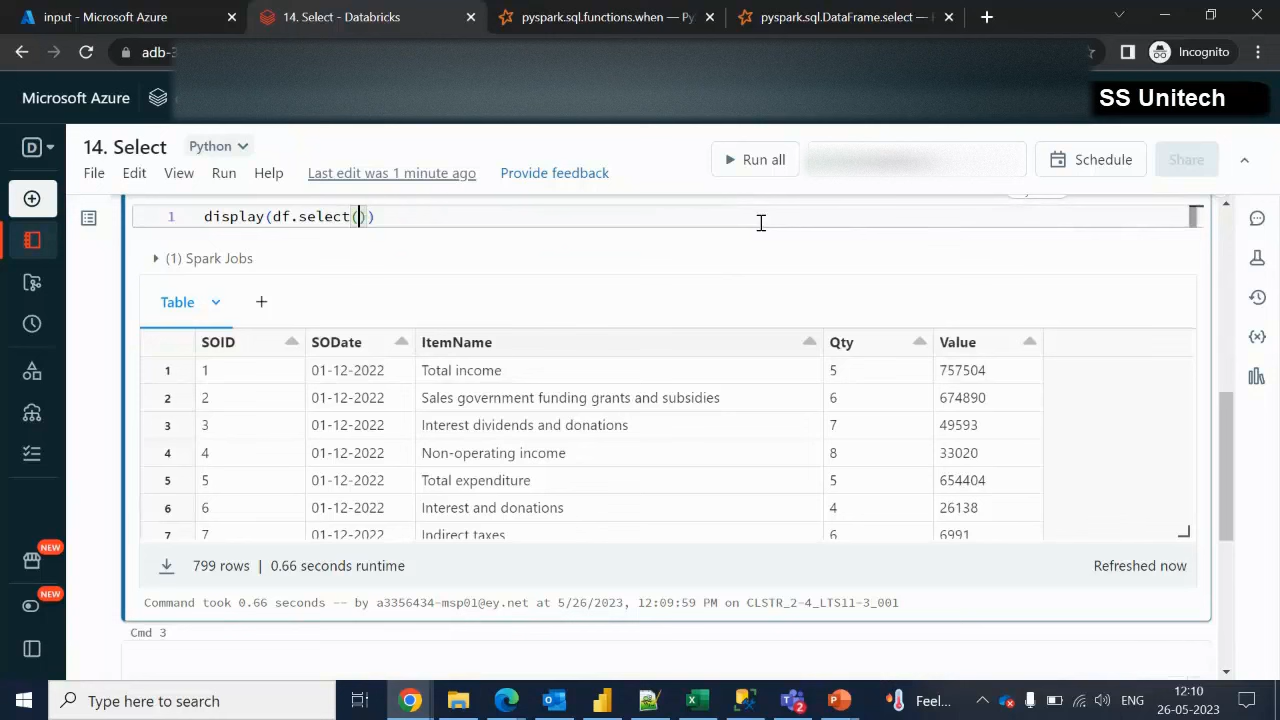 input - Microsoft Azure
14. Select - Databricks
pyspark.sql.functions.when — Py
pyspark.sql.DataFrame.select —
adb-3
Incognito
Microsoft Azure
SS Unitech
14. Select
Python
Run all
Schedule
Share
File
Edit
View
Run
Help
Last edit was 1 minute ago
Provide feedback
1 display(df.select())
(1) Spark Jobs
Table
SOID SODate ItemName Qty Value
1 1 01-12-2022 Total income 5 757504
2 2 01-12-2022 Sales government funding grants and subsidies 6 674890
3 3 01-12-2022 Interest dividends and donations 7 49593
4 4 01-12-2022 Non-operating income 8 33020
5 5 01-12-2022 Total expenditure 5 654404
6 6 01-12-2022 Interest and donations 4 26138
7 7 01-12-2022 Indirect taxes 6 6991
799 rows | 0.66 seconds runtime
Refreshed now
Command took 0.66 seconds -- by a3356434-msp01@ey.net at 5/26/2023, 12:09:59 PM on CLSTR_2-4_LTS11-3_001
Cmd 3
NEW
NEW
Type here to search
Feel...
ENG
12:10
26-05-2023